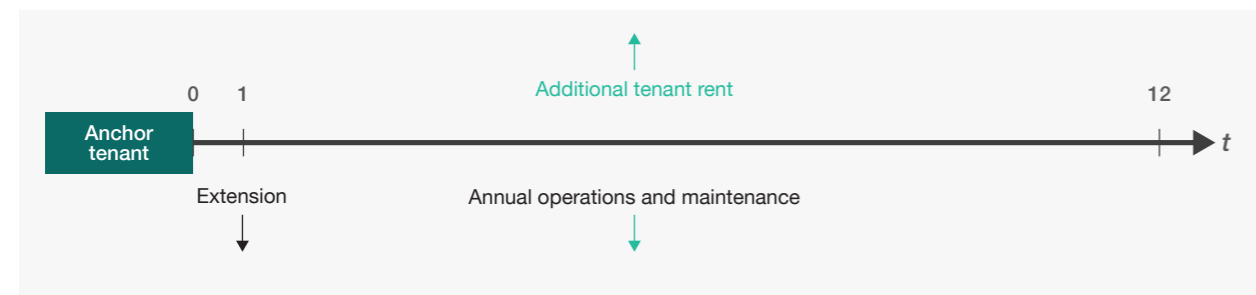 Additional tenant rent
0 1 12
Anchor
tenant
t
Extension
Annual operations and maintenance